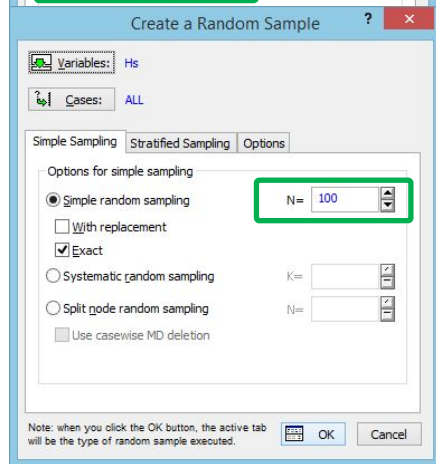 Create a Random Sample ? ×
Variables: Hs
Cases: ALL
Simple Sampling Stratified Sampling Options
Options for simple sampling
Simple random sampling N= 100
With replacement
Exact
Systematic random sampling K=
Split node random sampling N=
Use casewise MD deletion
Note: when you click the OK button, the active tab
will be the type of random sample executed.
OK Cancel